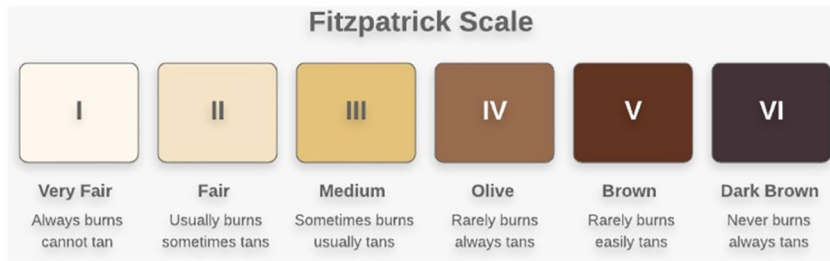 Fitzpatrick Scale
I II III IV V VI
Very Fair Fair Medium Olive Brown Dark Brown
Always burns Usually burns Sometimes burns Rarely burns Rarely burns Never burns
cannot tan sometimes tans usually tans always tans easily tans always tans